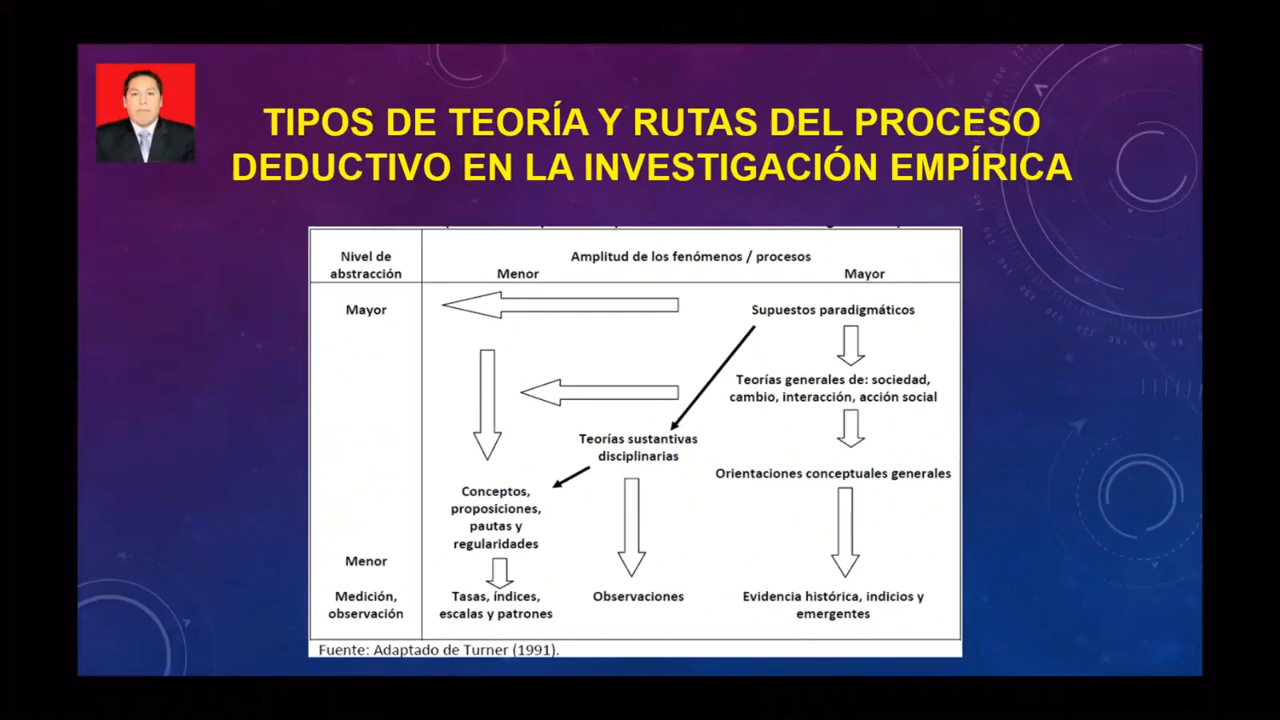 TIPOS DE TEORÍA Y RUTAS DEL PROCESO
DEDUCTIVO EN LA INVESTIGACIÓN EMPÍRICA
Nivel de
abstracción
Amplitud de los fenómenos / procesos
Menor
Mayor
Mayor
Supuestos paradigmáticos
Teorías generales de: sociedad,
cambio, interacción, acción social
Teorías sustantivas
disciplinarias
Orientaciones conceptuales generales
Conceptos,
proposiciones,
pautas y
regularidades
Menor
Medición,
observación
Tasas, índices,
escalas y patrones
Observaciones
Evidencia histórica, indicios y
emergentes
Fuente: Adaptado de Turner (1991).